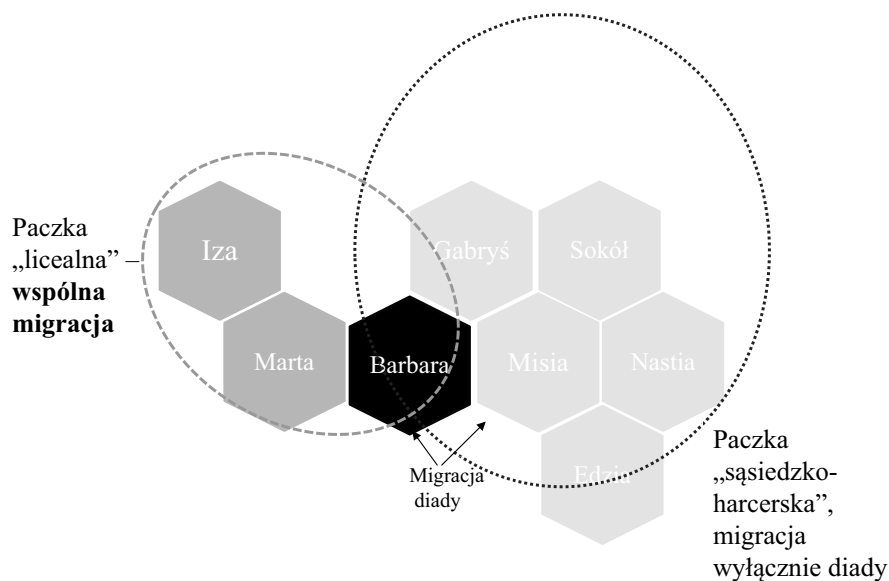 Paczka
„licealna” –
wspólna
migracja
Iza
Gabryś
Sokół
Marta
Barbara
Misia
Nastia
Edzia
Migracja
diady
Paczka
„sąsiedzko-
harcerska”,
migracja
wyłącznie diady